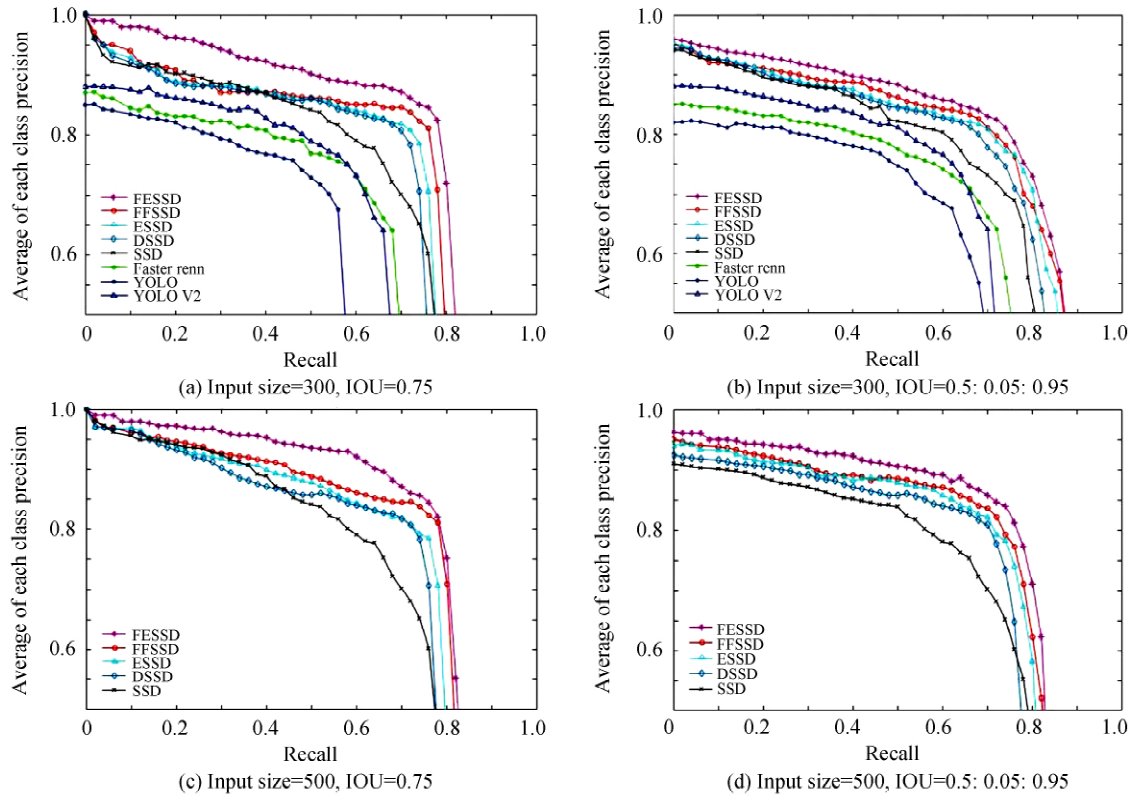 Average of each class precision
1.0
0.8
0.6
FESSD
FFSSD
ESSD
DSSD
SSD
Faster renn
YOLO
YOLO V2
0 0.2 0.4 0.6 0.8 1.0
Recall
(a) Input size=300, IOU=0.75
Average of each class precision
1.0
0.8
0.6
FESSD
FFSSD
ESSD
DSSD
SSD
Faster renn
YOLO
YOLO V2
0 0.2 0.4 0.6 0.8 1.0
Recall
(b) Input size=300, IOU=0.5: 0.05: 0.95
Average of each class precision
1.0
0.8
0.6
FESSD
FFSSD
ESSD
DSSD
SSD
0 0.2 0.4 0.6 0.8 1.0
Recall
(c) Input size=500, IOU=0.75
Average of each class precision
1.0
0.8
0.6
FESSD
FFSSD
ESSD
DSSD
SSD
0 0.2 0.4 0.6 0.8 1.0
Recall
(d) Input size=500, IOU=0.5: 0.05: 0.95